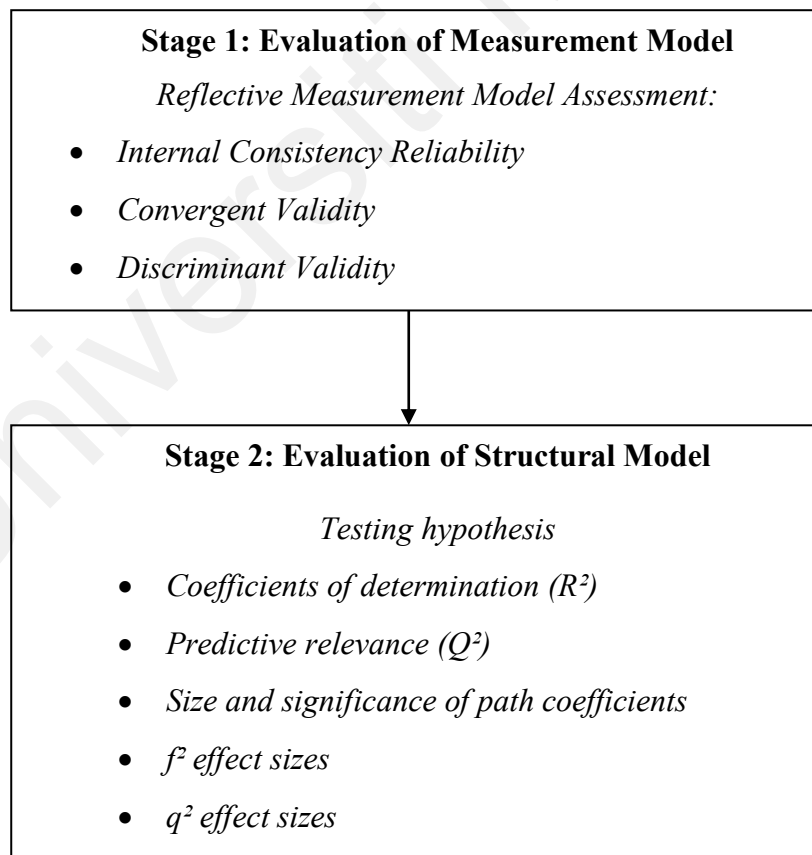 Stage 1: Evaluation of Measurement Model
Reflective Measurement Model Assessment:
• Internal Consistency Reliability
• Convergent Validity
• Discriminant Validity
Stage 2: Evaluation of Structural Model
Testing hypothesis
• Coefficients of determination (R²)
• Predictive relevance (Q²)
• Size and significance of path coefficients
• f² effect sizes
• q² effect sizes